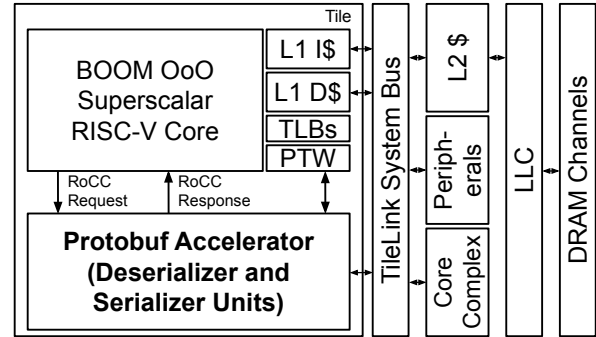 Tile
BOOM OoO
Superscalar
RISC-V Core
L1 I$
L1 D$
TLBs
PTW
RoCC
Request
RoCC
Response
Protobuf Accelerator
(Deserializer and
Serializer Units)
TileLink System Bus
L2 $
Periph-
erals
Core
Complex
LLC
DRAM Channels